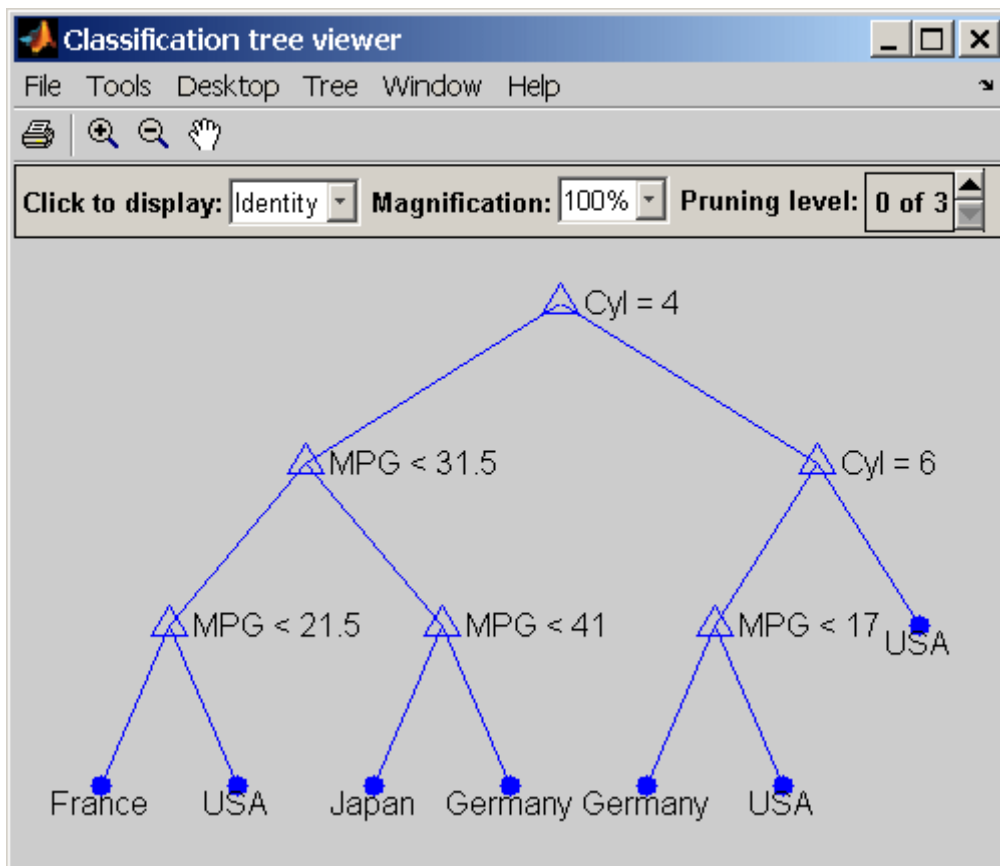 Classification tree viewer
File Tools Desktop Tree Window Help
Click to display: Identity Magnification: 100% Pruning level: 0 of 3
Cyl = 4
MPG < 31.5 Cyl = 6
MPG < 21.5 MPG < 41 MPG < 17 USA
France USA Japan Germany Germany USA